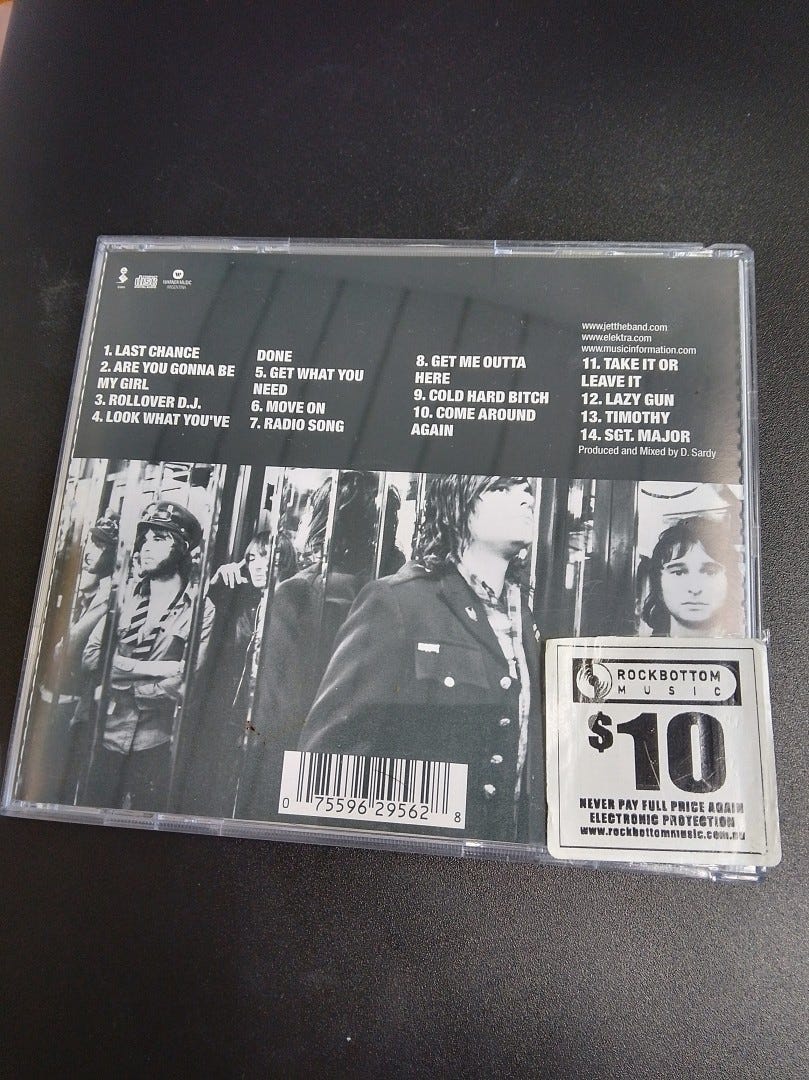 WARNER MUSIC
ARGENTINA
1. LAST CHANCE
2. ARE YOU GONNA BE
MY GIRL
3. ROLLOVER D.J.
4. LOOK WHAT YOU'VE
DONE
5. GET WHAT YOU
NEED
6. MOVE ON
7. RADIO SONG
8. GET ME OUTTA
HERE
9. COLD HARD BITCH
10. COME AROUND
AGAIN
www.jettheband.com
www.elektra.com
www.musicinformation.com
11. TAKE IT OR
LEAVE IT
12. LAZY GUN
13. TIMOTHY
14. SGT. MAJOR
Produced and Mixed by D. Sardy
0 75596 29562 8
ROCKBOTTOM
MUSIC
$10
NEVER PAY FULL PRICE AGAIN
ELECTRONIC PROTECTION
www.rockbottommusic.com.au